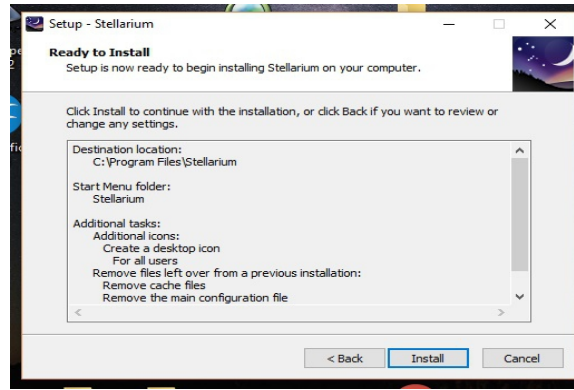 Setup - Stellarium
Ready to Install
Setup is now ready to begin installing Stellarium on your computer.
Click Install to continue with the installation, or click Back if you want to review or
change any settings.
Destination location:
C:\Program Files\Stellarium
Start Menu folder:
Stellarium
Additional tasks:
Additional icons:
Create a desktop icon
For all users
Remove files left over from a previous installation:
Remove cache files
Remove the main configuration file
< Back
Install
Cancel